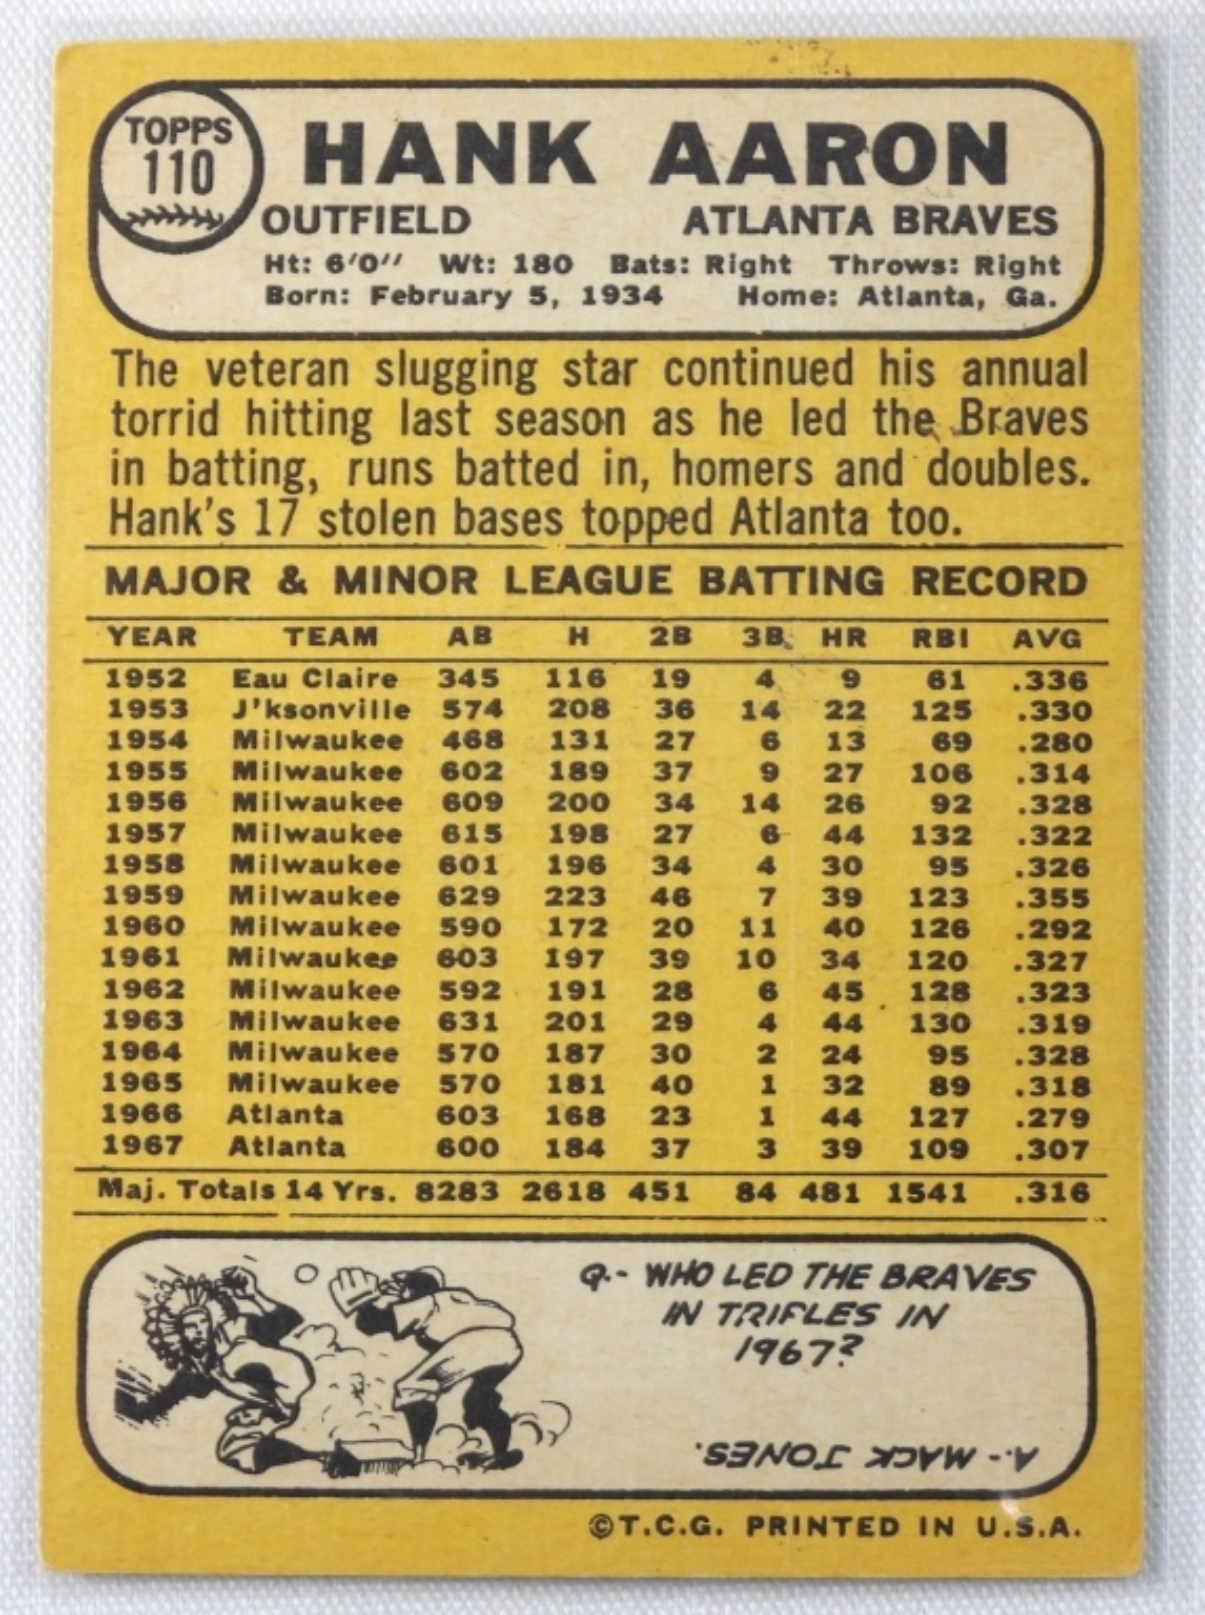 TOPPS
110
HANK AARON
OUTFIELD ATLANTA BRAVES
Ht: 6'0" Wt: 180 Bats: Right Throws: Right
Born: February 5, 1934 Home: Atlanta, Ga.
The veteran slugging star continued his annual
torrid hitting last season as he led the Braves
in batting, runs batted in, homers and doubles.
Hank's 17 stolen bases topped Atlanta too.
MAJOR & MINOR LEAGUE BATTING RECORD
YEAR TEAM AB H 2B 3B HR RBI AVG
1952 Eau Claire 345 116 19 4 9 61 .336
1953 J'ksonville 574 208 36 14 22 125 .330
1954 Milwaukee 468 131 27 6 13 69 .280
1955 Milwaukee 602 189 37 9 27 106 .314
1956 Milwaukee 609 200 34 14 26 92 .328
1957 Milwaukee 615 198 27 6 44 132 .322
1958 Milwaukee 601 196 34 4 30 95 .326
1959 Milwaukee 629 223 46 7 39 123 .355
1960 Milwaukee 590 172 20 11 40 126 .292
1961 Milwaukee 603 197 39 10 34 120 .327
1962 Milwaukee 592 191 28 6 45 128 .323
1963 Milwaukee 631 201 29 4 44 130 .319
1964 Milwaukee 570 187 30 2 24 95 .328
1965 Milwaukee 570 181 40 1 32 89 .318
1966 Atlanta 603 168 23 1 44 127 .279
1967 Atlanta 600 184 37 3 39 109 .307
Maj. Totals 14 Yrs. 8283 2618 451 84 481 1541 .316
Q.- WHO LED THE BRAVES
IN TRIPLES IN
1967?
A.- MACK JONES.
©T.C.G. PRINTED IN U.S.A.